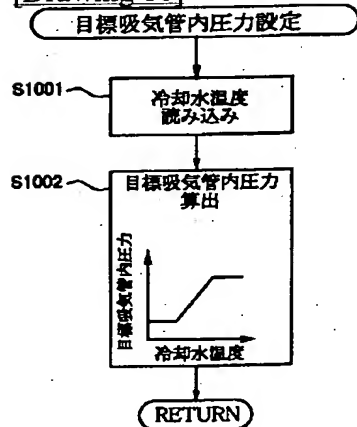 目標吸気管内圧力設定
S1001
冷却水温度
読み込み
S1002
目標吸気管内圧力
算出
目標吸気管内圧力
冷却水温度
RETURN